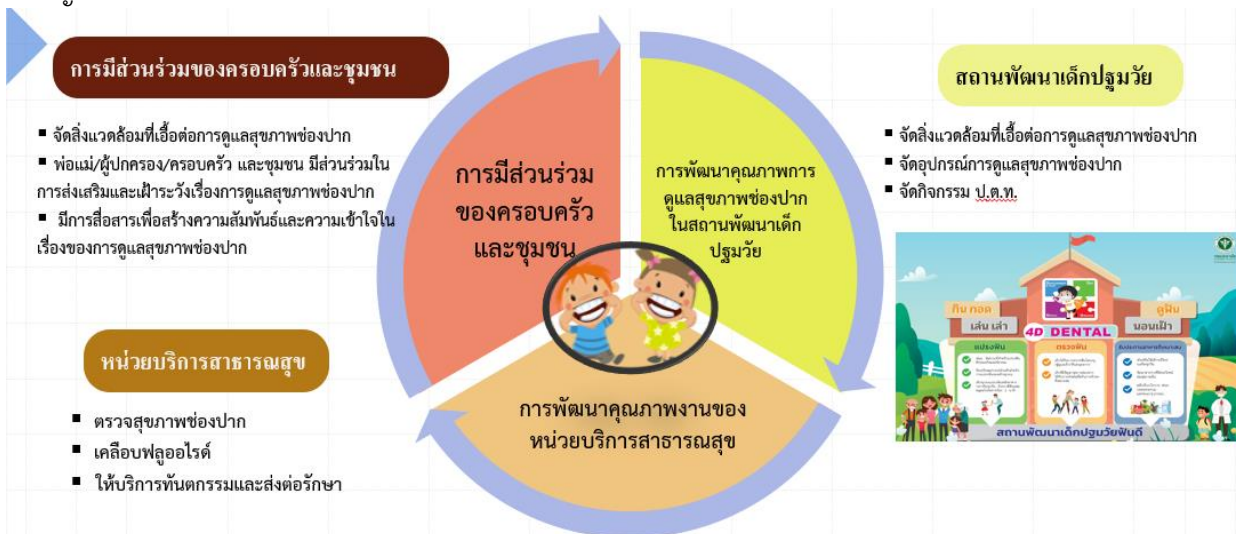 การมีส่วนร่วมของครอบครัวและชุมชน
▪ จัดสิ่งแวดล้อมที่เอื้อต่อการดูแลสุขภาพช่องปาก
▪ พ่อแม่/ผู้ปกครอง/ครอบครัว และชุมชน มีส่วนร่วมใน
การส่งเสริมและเฝ้าระวังเรื่องการดูแลสุขภาพช่องปาก
▪ มีการสื่อสารเพื่อสร้างความสัมพันธ์และความเข้าใจใน
เรื่องของการดูแลสุขภาพช่องปาก
หน่วยบริการสาธารณสุข
▪ ตรวจสุขภาพช่องปาก
▪ เคลือบฟลูออไรด์
▪ ให้บริการทันตกรรมและส่งต่อรักษา
การมีส่วนร่วม
ของครอบครัว
และชุมชน
การพัฒนาคุณภาพการ
ดูแลสุขภาพช่องปาก
ในสถานพัฒนาเด็ก
ปฐมวัย
การพัฒนาคุณภาพงานของ
หน่วยบริการสาธารณสุข
สถานพัฒนาเด็กปฐมวัย
▪ จัดสิ่งแวดล้อมที่เอื้อต่อการดูแลสุขภาพช่องปาก
▪ จัดอุปกรณ์การดูแลสุขภาพช่องปาก
▪ จัดกิจกรรม ป.ต.ท.
กิน กอด
เล่น เล่า
4D DENTAL
ดูฟัน
นอนเฝ้า
แปรงฟัน
ตรวจฟัน
สถานพัฒนาเด็กปฐมวัยฟันดี